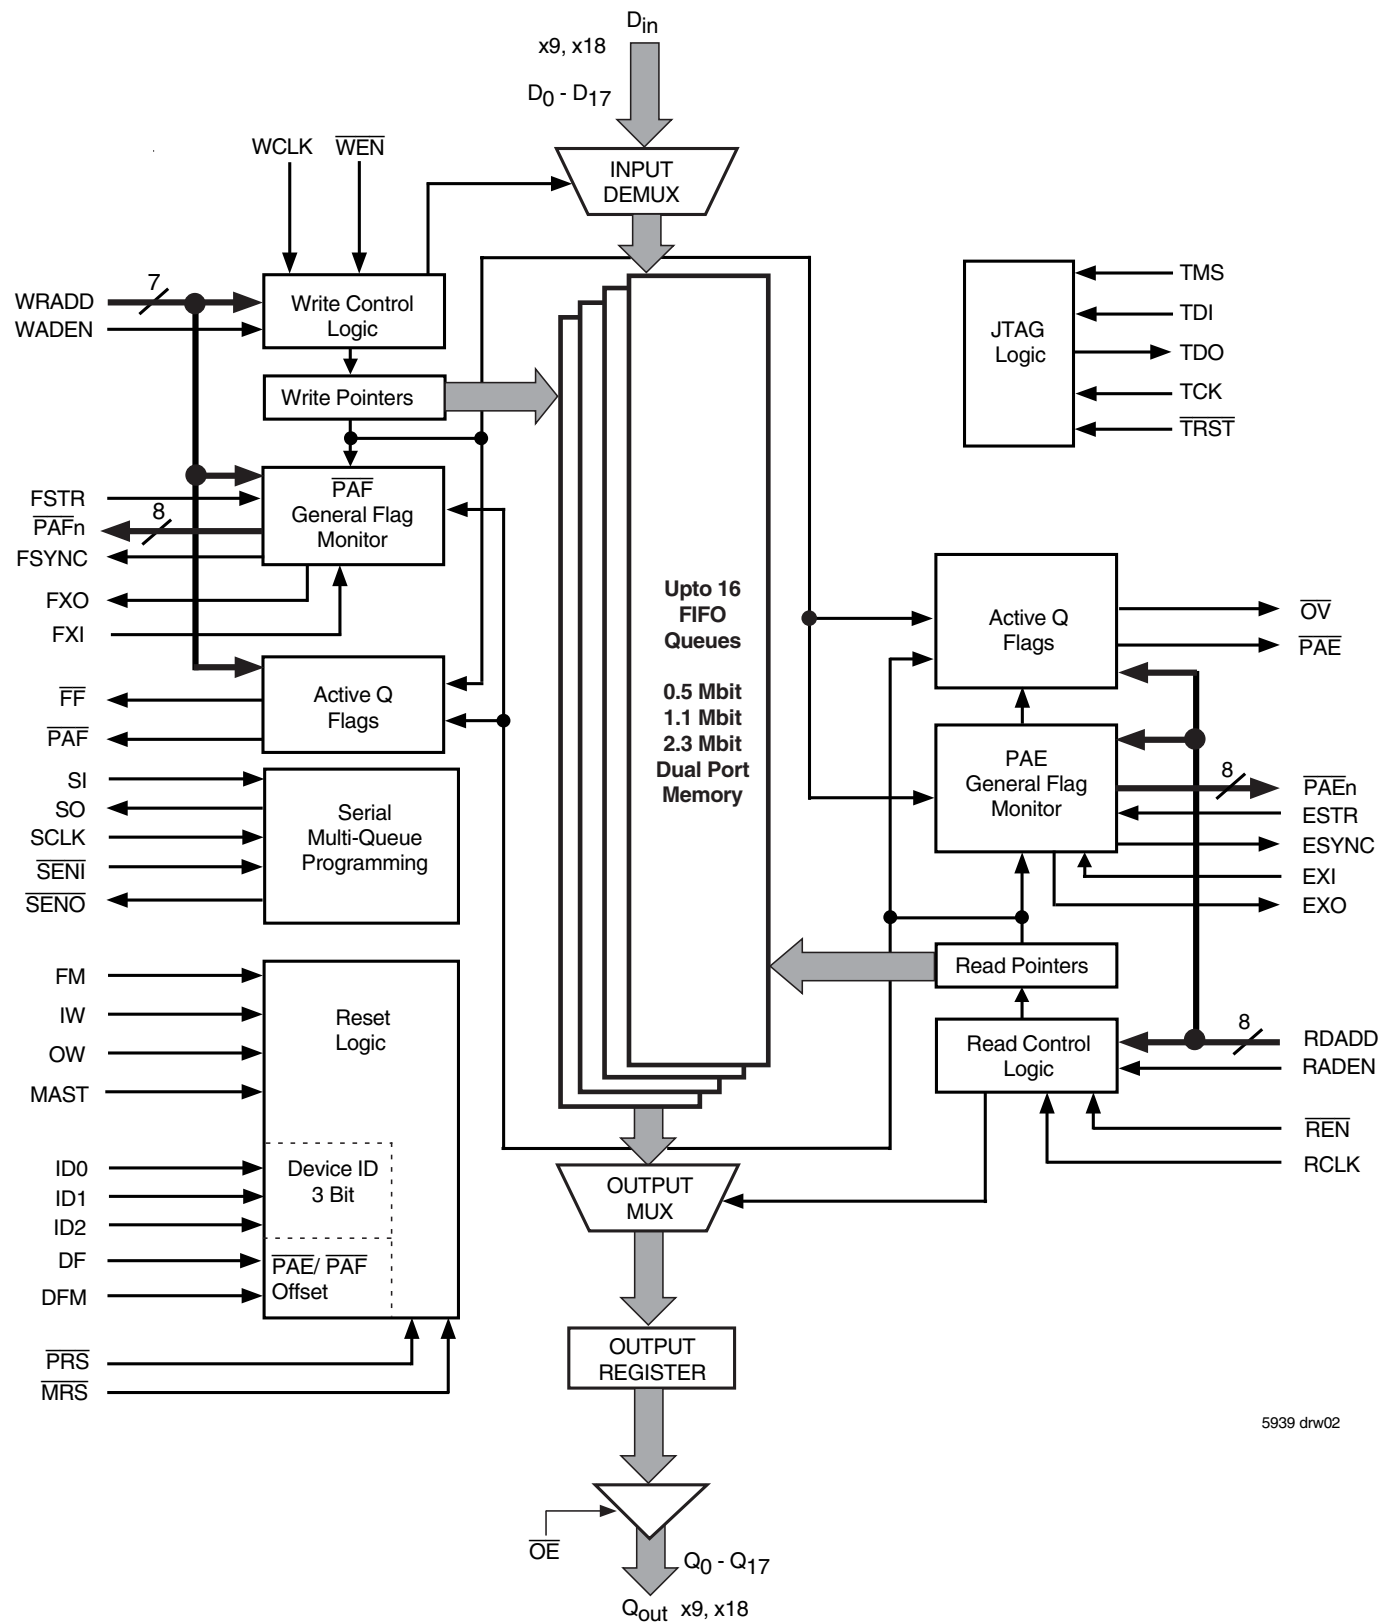 Din
x9, x18
D0 - D17
WCLK
WEN
INPUT
DEMUX
7
WRADD
WADEN
Write Control
Logic
Write Pointers
JTAG
Logic
TMS
TDI
TDO
TCK
TRST
FSTR
PAFn
8
FSYNC
FXO
FXI
PAF
General Flag
Monitor
FF
PAF
Active Q
Flags
SI
SO
SCLK
SENI
SENO
Serial
Multi-Queue
Programming
Upto 16
FIFO
Queues
0.5 Mbit
1.1 Mbit
2.3 Mbit
Dual Port
Memory
Active Q
Flags
OV
PAE
PAE
General Flag
Monitor
8
PAEn
ESTR
ESYNC
EXI
EXO
Read Pointers
Read Control
Logic
8
RDADD
RADEN
REN
RCLK
FM
IW
OW
MAST
Reset
Logic
ID0
ID1
ID2
Device ID
3 Bit
DF
DFM
PAE/ PAF
Offset
PRS
MRS
OUTPUT
MUX
OUTPUT
REGISTER
5939 drw02
OE
Q0 - Q17
Qout x9, x18